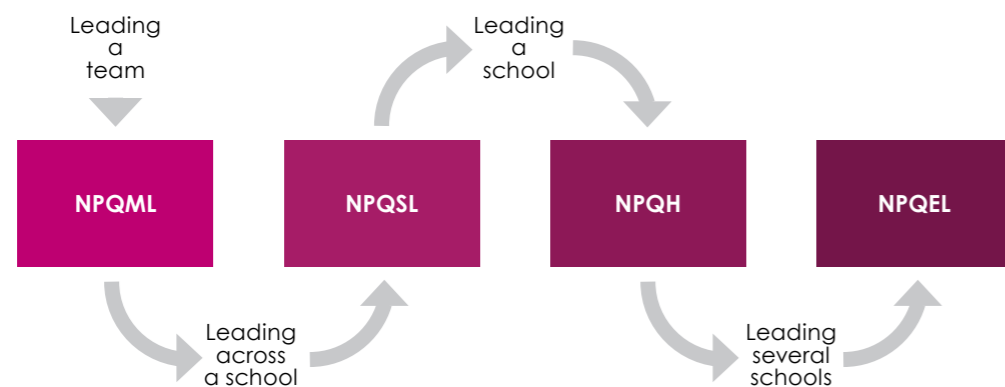 Leading
a
team
Leading
a
school
NPQML
NPQSL
NPQH
NPQEL
Leading
across
a school
Leading
several
schools